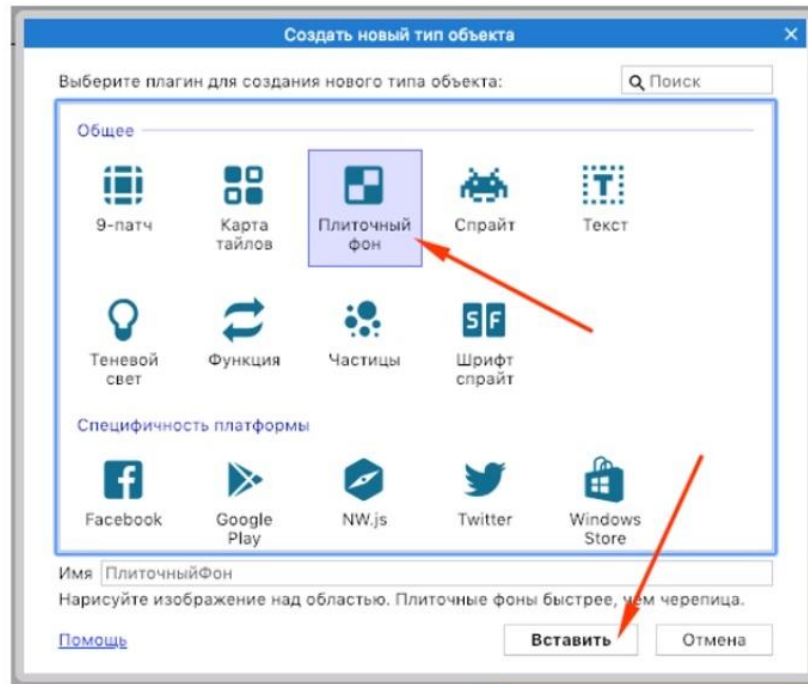 Создать новый тип объекта
Выберите плагин для создания нового типа объекта:
Поиск
Общее
9-патч
Карта
тайлов
Плиточный
фон
Спрайт
Текст
Теневой
свет
Функция
Частицы
Шрифт
спрайт
Специфичность платформы
Facebook
Google
Play
NW.js
Twitter
Windows
Store
Имя ПлиточныйФон
Нарисуйте изображение над областью. Плиточные фоны быстрее, чем черепица.
Помощь
Вставить
Отмена